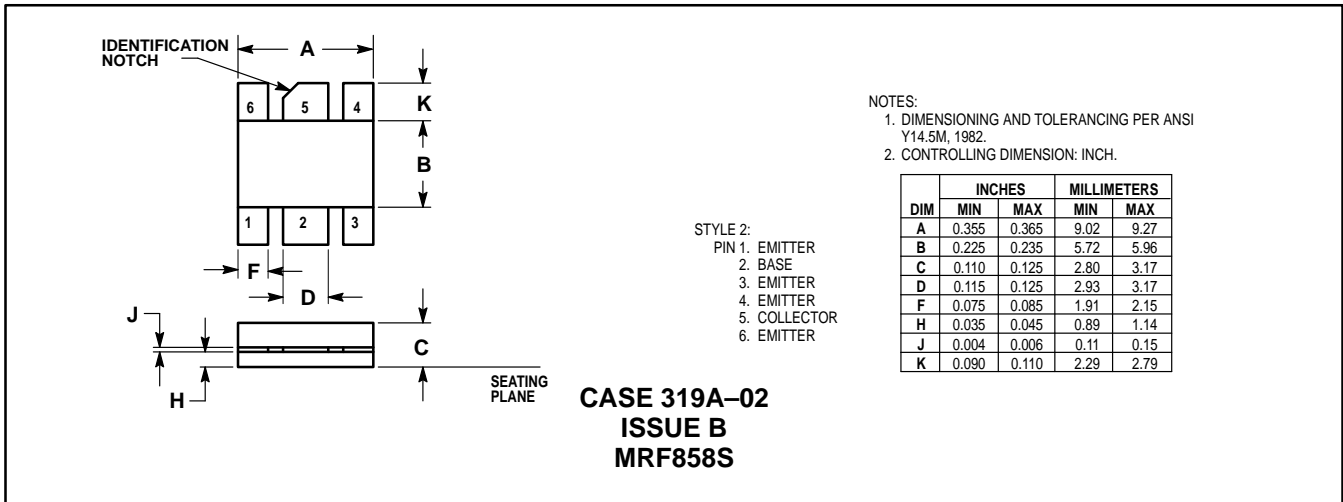 IDENTIFICATION
NOTCH
A
6
5
4
K
B
1
2
3
F
D
J
C
H
SEATING
PLANE
STYLE 2:
PIN 1. EMITTER
2. BASE
3. EMITTER
4. EMITTER
5. COLLECTOR
6. EMITTER
NOTES:
1. DIMENSIONING AND TOLERANCING PER ANSI
Y14.5M, 1982.
2. CONTROLLING DIMENSION: INCH.
INCHES MILLIMETERS
DIM MIN MAX MIN MAX
A 0.355 0.365 9.02 9.27
B 0.225 0.235 5.72 5.96
C 0.110 0.125 2.80 3.17
D 0.115 0.125 2.93 3.17
F 0.075 0.085 1.91 2.15
H 0.035 0.045 0.89 1.14
J 0.004 0.006 0.11 0.15
K 0.090 0.110 2.29 2.79
CASE 319A–02
ISSUE B
MRF858S